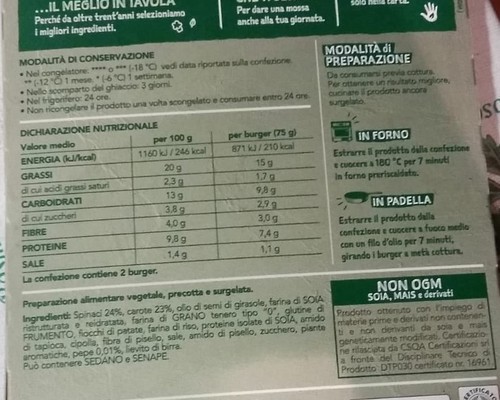 ...IL MEGLIO IN TAVOLA
Perché da oltre trent'anni selezioniamo
i migliori ingredienti.
Per dare una mossa
anche alla tua giornata.
solo nella carta.
MODALITÀ DI CONSERVAZIONE
• Nel congelatore: **** o *** (-18 °C) vedi data riportata sulla confezione.
** (-12 °C) 1 mese. * (-6 °C) 1 settimana.
• Nello scomparto del ghiaccio: 3 giorni.
• Nel frigorifero: 24 ore.
• Non ricongelare il prodotto una volta scongelato e consumare entro 24 ore.
DICHIARAZIONE NUTRIZIONALE
Valore medio per 100 g per burger (75 g)
ENERGIA (kJ/kcal) 1160 kJ / 246 kcal 871 kJ / 210 kcal
GRASSI 20 g 15 g
di cui acidi grassi saturi 2,3 g 1,7 g
CARBOIDRATI 13 g 9,8 g
di cui zuccheri 3,8 g 2,9 g
FIBRE 4,0 g 3,0 g
PROTEINE 9,8 g 7,4 g
SALE 1,4 g 1,1 g
La confezione contiene 2 burger.
Preparazione alimentare vegetale, precotta e surgelata.
Ingredienti: Spinaci 24%, carote 23%, olio di semi di girasole, farina di SOIA
ristrutturata e reidratata, farina di GRANO tenero tipo "0", glutine di
FRUMENTO, fiocchi di patate, farina di riso, proteine isolate di SOIA, amido
di tapioca, cipolla, fibra di pisello, sale, amido di pisello, zucchero, piante
aromatiche, pepe 0,01%, lievito di birra.
Può contenere SEDANO e SENAPE.
MODALITÀ di
PREPARAZIONE
Da consumarsi previa cottura.
Per ottenere un risultato migliore,
cucinare il prodotto ancora
surgelato.
IN FORNO
Estrarre il prodotto dalla confezione
e cuocere a 180 °C per 7 minuti
in forno preriscaldato.
IN PADELLA
Estrarre il prodotto dalla
confezione e cuocere a fuoco medio
con un filo d'olio per 7 minuti,
girando i burger a metà cottura.
NON OGM
SOIA, MAIS e derivati
Prodotto ottenuto con l'impiego di
materie prime e derivati non contenen-
ti e non derivanti da soia e mais
geneticamente modificati. Certificazio-
ne rilasciata da CSQA Certificazioni srl
a fronte del Disciplinare Tecnico di
Prodotto DTP030 certificato nr. 16961